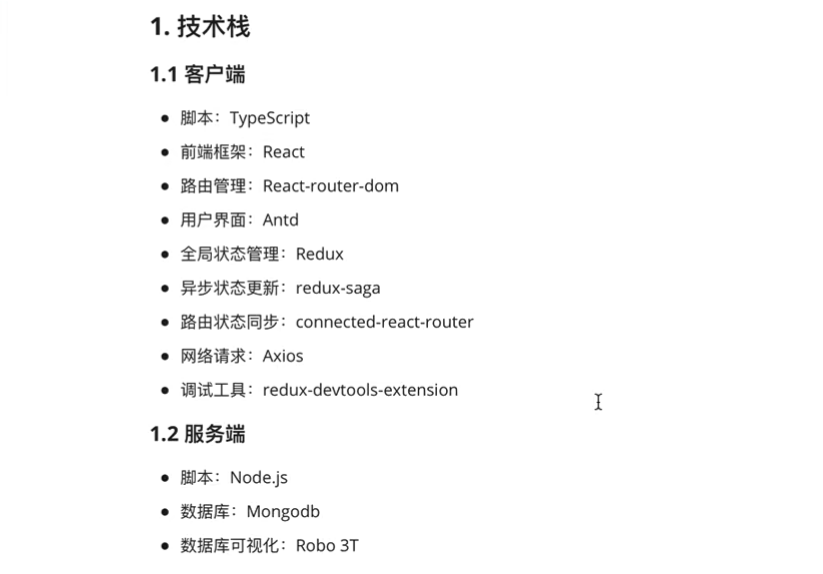 1. 技术栈
1.1 客户端
● 脚本：TypeScript
● 前端框架：React
● 路由管理：React-router-dom
● 用户界面：Antd
● 全局状态管理：Redux
● 异步状态更新：redux-saga
● 路由状态同步：connected-react-router
● 网络请求：Axios
● 调试工具：redux-devtools-extension
1.2 服务端
● 脚本：Node.js
● 数据库：Mongodb
● 数据库可视化：Robo 3T